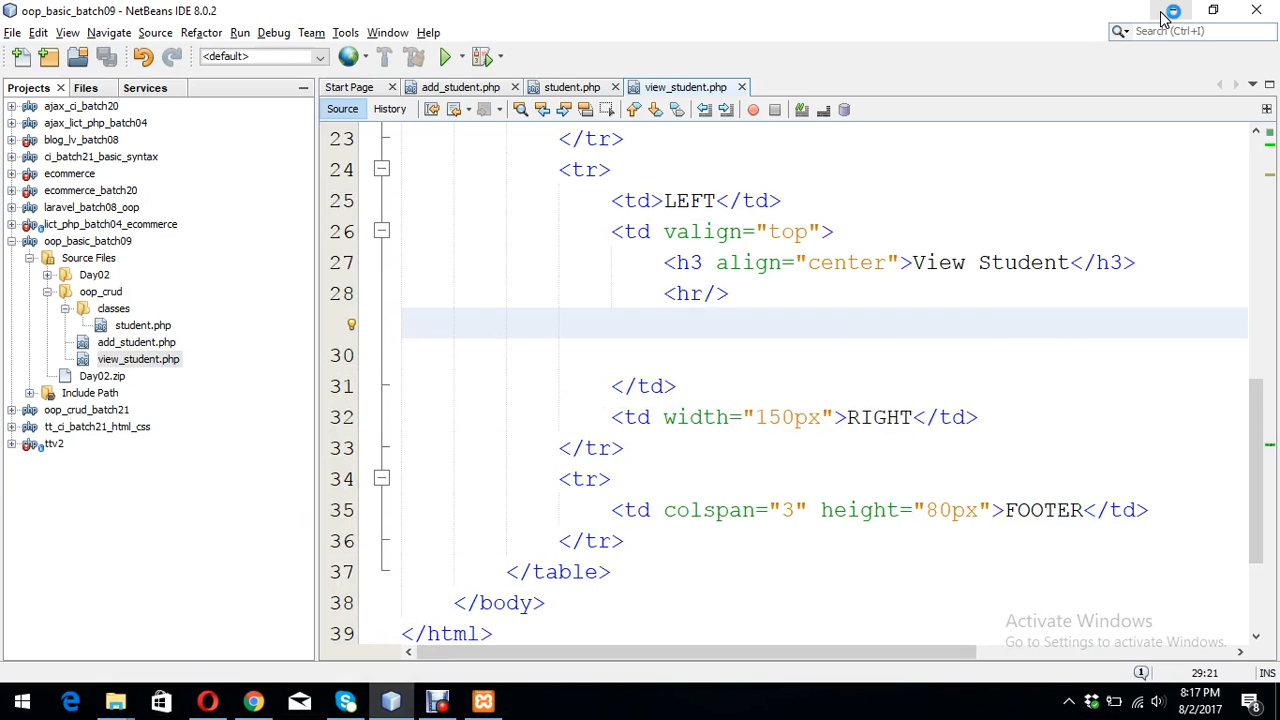 oop_basic_batch09 - NetBeans IDE 8.0.2
File Edit View Navigate Source Refactor Run Debug Team Tools Window Help
Search (Ctrl+I)
<default>
Projects Files Services
Start Page add_student.php student.php view_student.php
Source History
ajax_ci_batch20
ajax_lict_php_batch04
blog_lv_batch08
ci_batch21_basic_syntax
ecommerce
ecommerce_batch20
laravel_batch08_oop
lict_php_batch04_ecommerce
oop_basic_batch09
Source Files
Day02
oop_crud
classes
student.php
add_student.php
view_student.php
Day02.zip
Include Path
oop_crud_batch21
tt_ci_batch21_html_css
ttv2
23 </tr>
24 <tr>
25 <td>LEFT</td>
26 <td valign="top">
27 <h3 align="center">View Student</h3>
28 <hr/>
30
31 </td>
32 <td width="150px">RIGHT</td>
33 </tr>
34 <tr>
35 <td colspan="3" height="80px">FOOTER</td>
36 </tr>
37 </table>
38 </body>
39 </html>
Activate Windows
Go to Settings to activate Windows.
1 29:21 INS
8:17 PM
8/2/2017
8